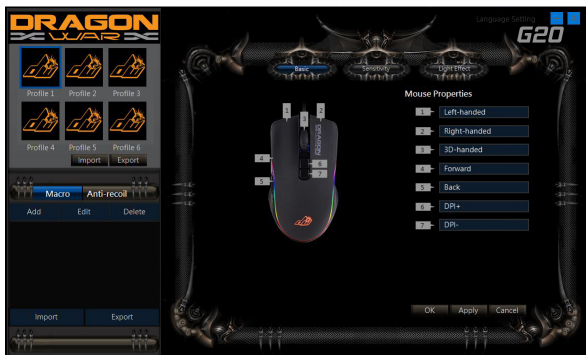 DRAGON
WAR
Language Setting
G20
Profile 1 Profile 2 Profile 3
Profile 4 Profile 5 Profile 6
Import Export
Macro Anti-recoil
Add Edit Delete
Import Export
Basic Sensitivity Light Effect
Mouse Properties
1 Left-handed
2 Right-handed
3 3D-handed
4 Forward
5 Back
6 DPI+
7 DPI-
1
2
3
4
5
6
7
DRAGON
OK Apply Cancel